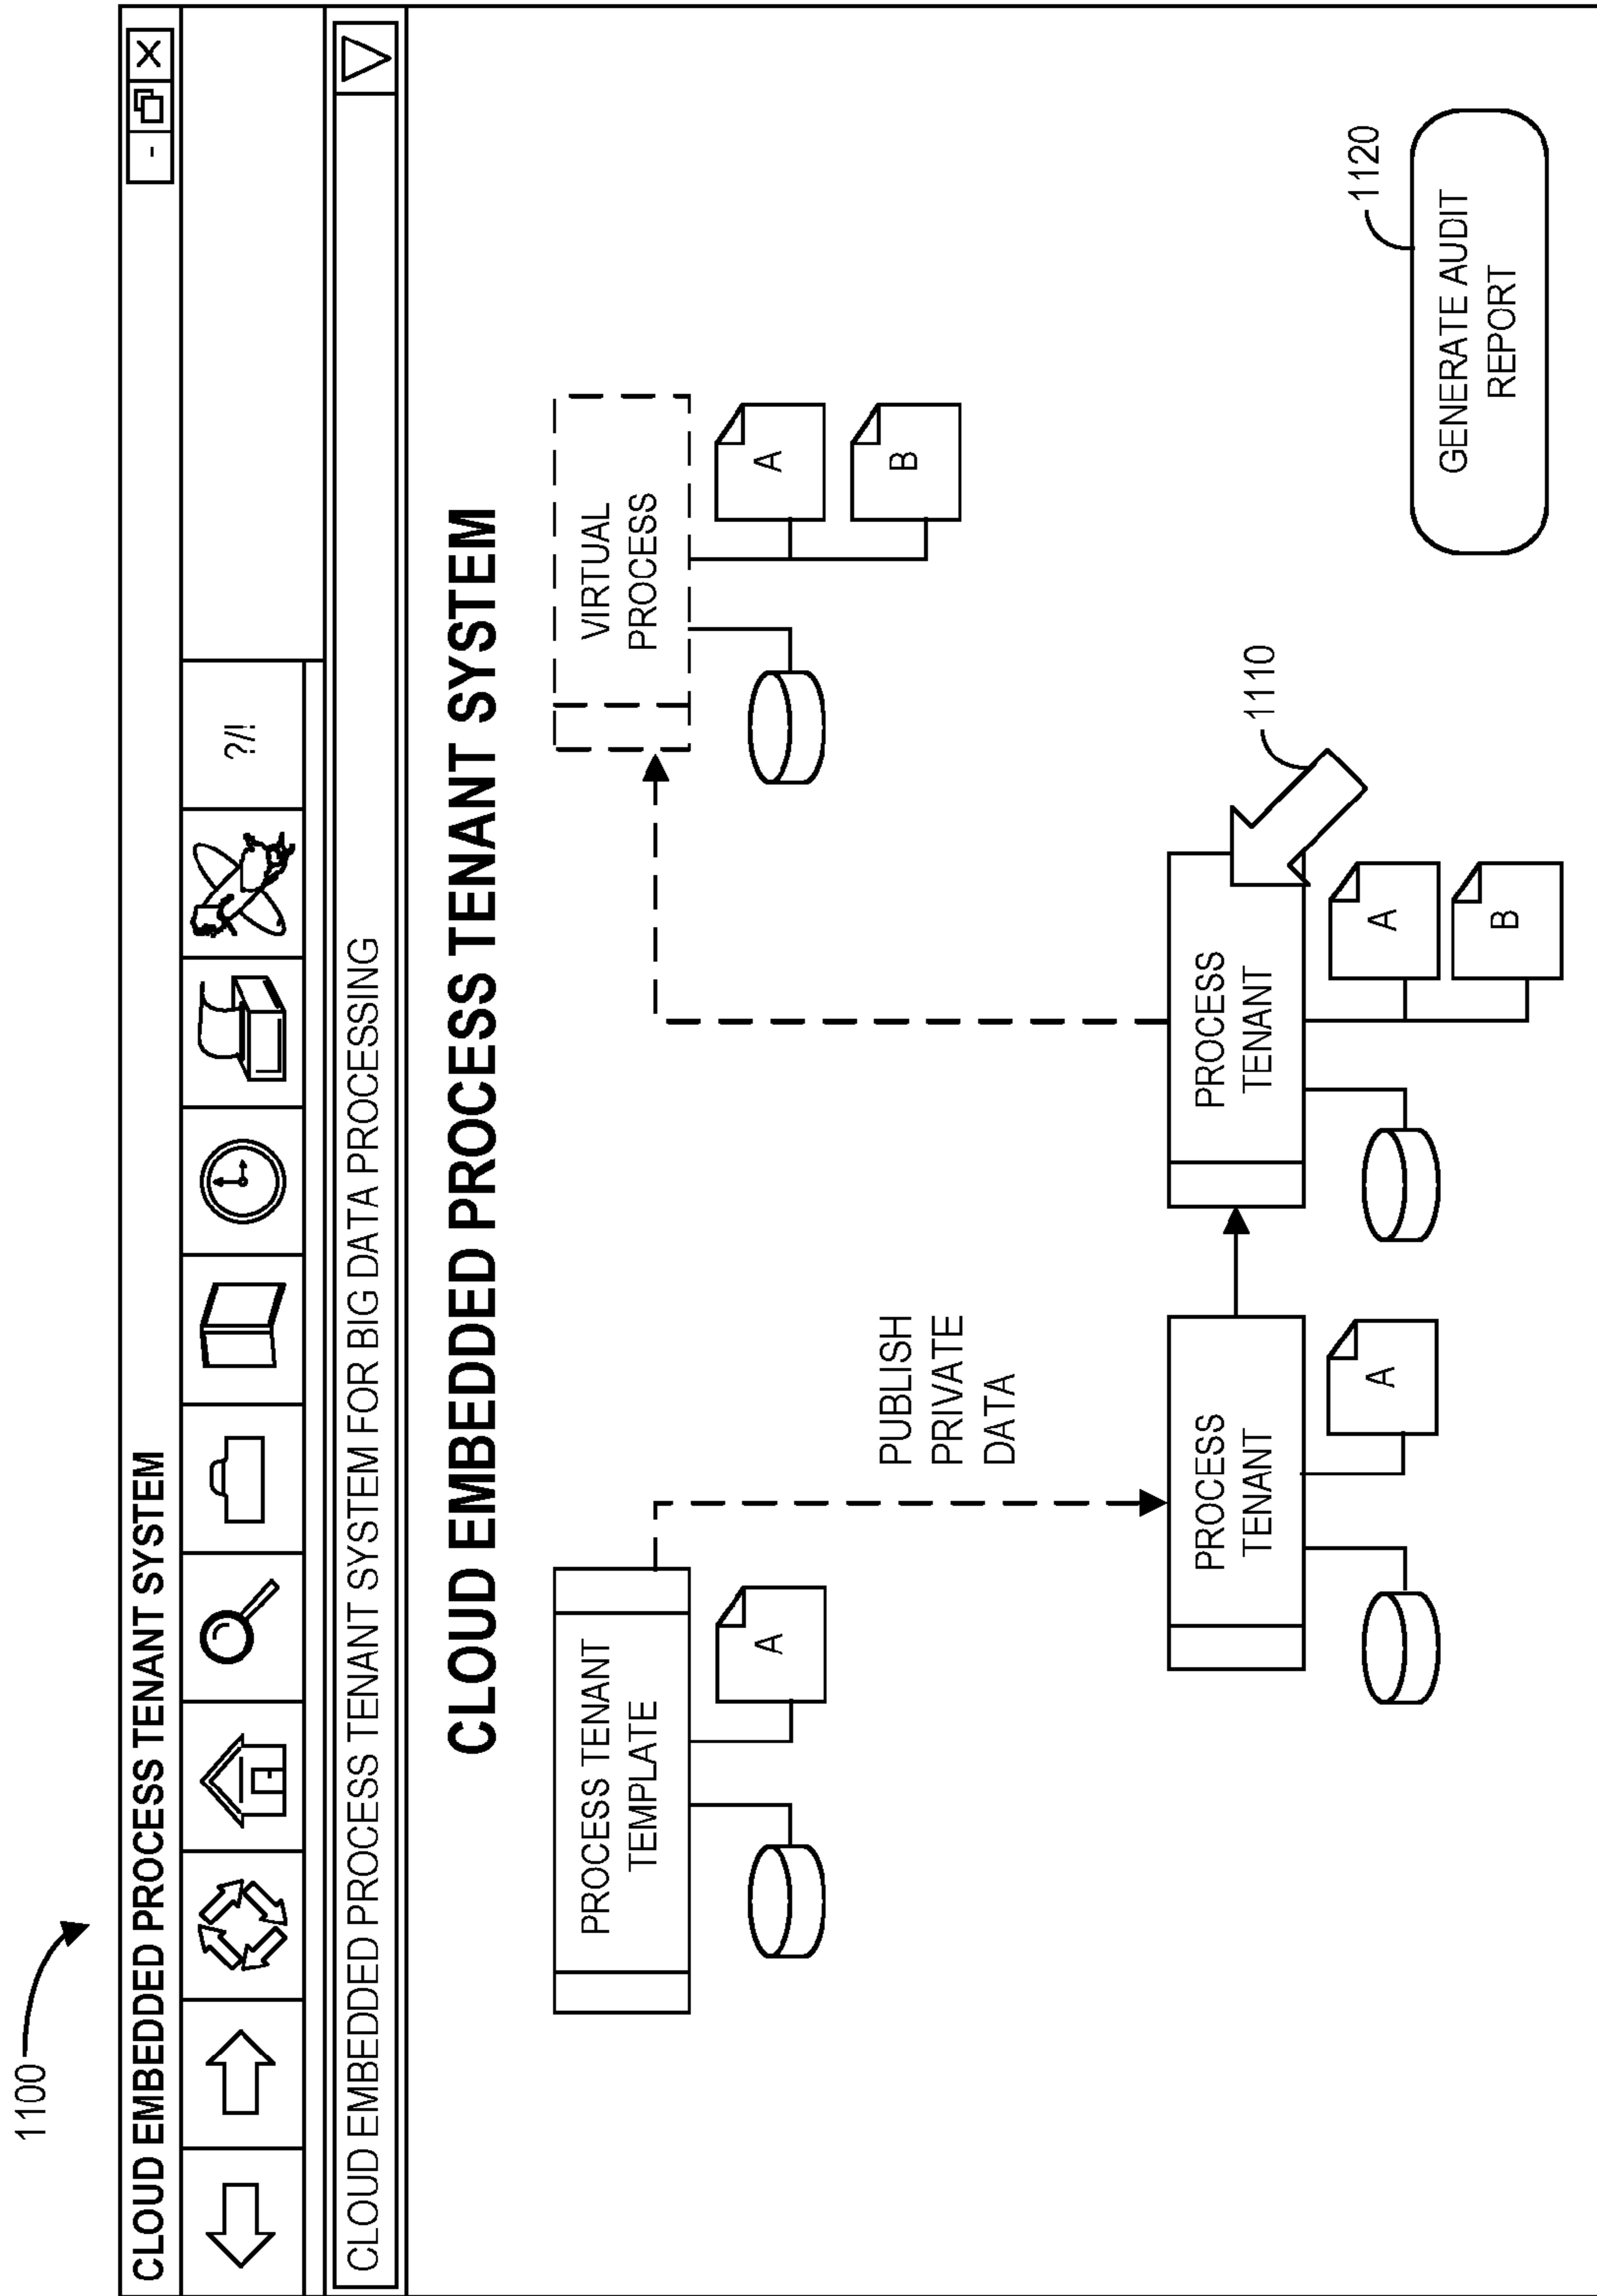 1100
CLOUD EMBEDDED PROCESS TENANT SYSTEM
-
X
?/!
CLOUD EMBEDDED PROCESS TENANT SYSTEM FOR BIG DATA PROCESSING
CLOUD EMBEDDED PROCESS TENANT SYSTEM
PROCESS TENANT
TEMPLATE
A
VIRTUAL
PROCESS
A
B
PUBLISH
PRIVATE
DATA
PROCESS
TENANT
A
PROCESS
TENANT
A
B
1110
1120
GENERATE AUDIT
REPORT